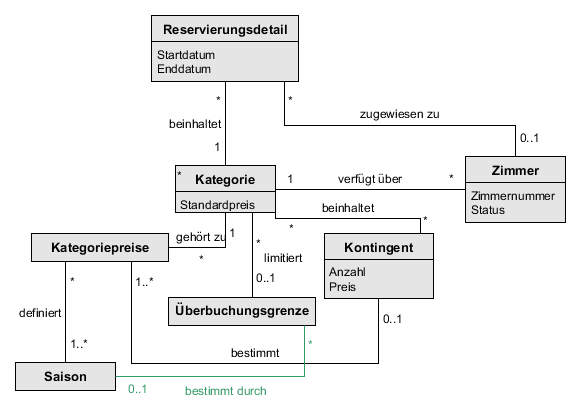 Reservierungsdetail
Startdatum
Enddatum
*
*
zugewiesen zu
beinhaltet
0..1
1
*
Kategorie
Standardpreis
1
verfügt über
*
Zimmer
Zimmernummer
Status
beinhaltet
*
*
Kategoriepreise
gehört zu
1
*
*
limitiert
0..1
Kontingent
Anzahl
Preis
*
1..*
definiert
Überbuchungsgrenze
0..1
1..*
bestimmt
*
Saison
0..1
bestimmt durch